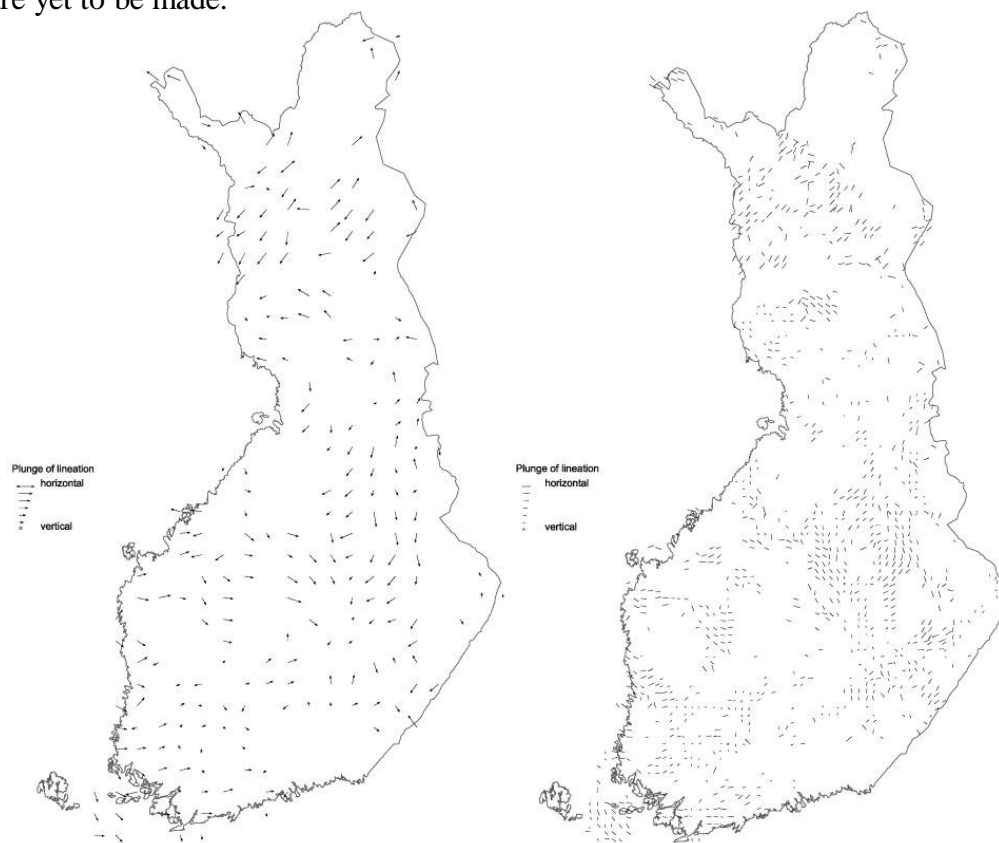 re yet to be made.
Plunge of lineation
horizontal
vertical
Plunge of lineation
horizontal
vertical